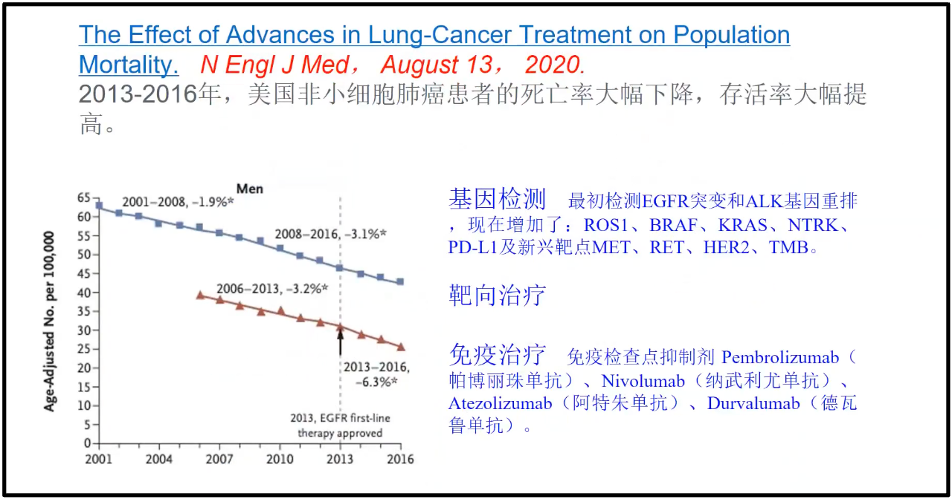 The Effect of Advances in Lung-Cancer Treatment on Population
Mortality. N Engl J Med， August 13， 2020.
2013-2016年，美国非小细胞肺癌患者的死亡率大幅下降，存活率大幅提
高。
Men
65
60
55
50
45
40
35
30
25
20
15
10
5
0
Age-Adjusted No. per 100,000
2001–2008, –1.9%*
2008–2016, –3.1%*
2006–2013, –3.2%*
2013–2016,
–6.3%*
2013, EGFR first-line
therapy approved
2001
2004
2007
2010
2013
2016
基因检测 最初检测EGFR突变和ALK基因重排
，现在增加了：ROS1、BRAF、KRAS、NTRK、
PD-L1及新兴靶点MET、RET、HER2、TMB。
靶向治疗
免疫治疗 免疫检查点抑制剂 Pembrolizumab（
帕博丽珠单抗）、Nivolumab（纳武利尤单抗）、
Atezolizumab（阿特朱单抗）、Durvalumab（德瓦
鲁单抗）。